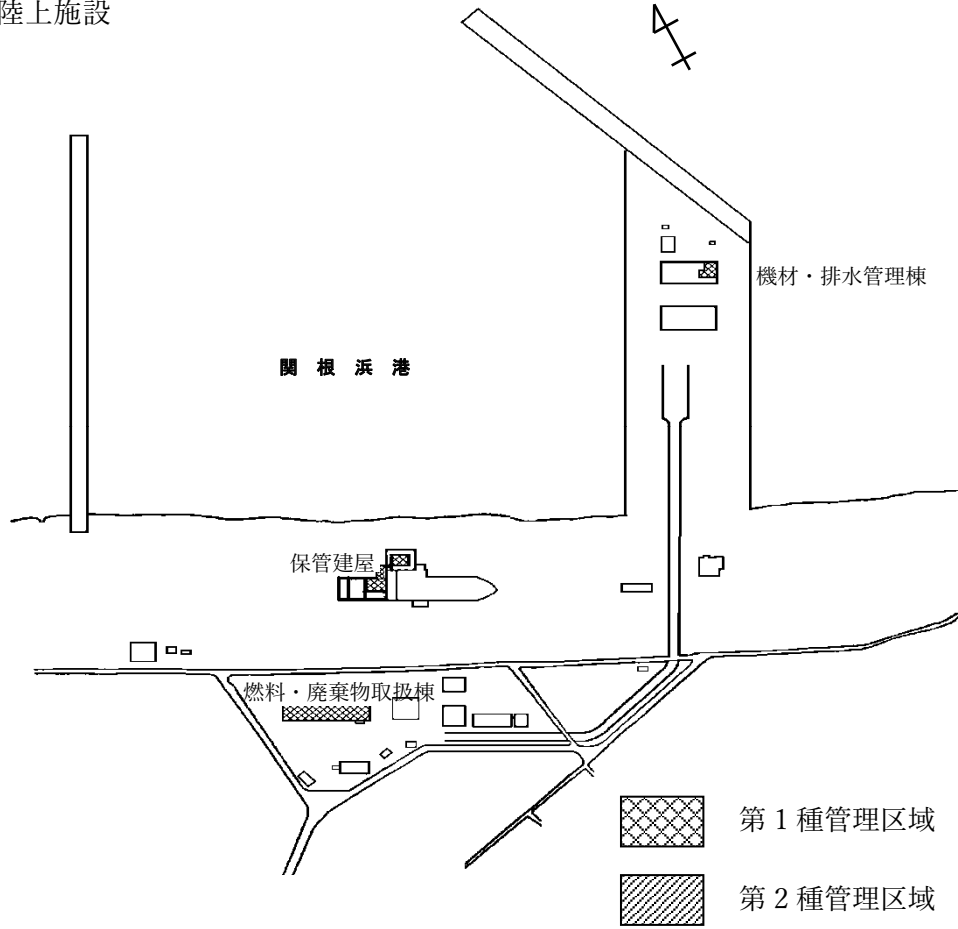 陸上施設
機材・排水管理棟
関根浜港
保管建屋
燃料・廃棄物取扱棟
第1種管理区域
第2種管理区域